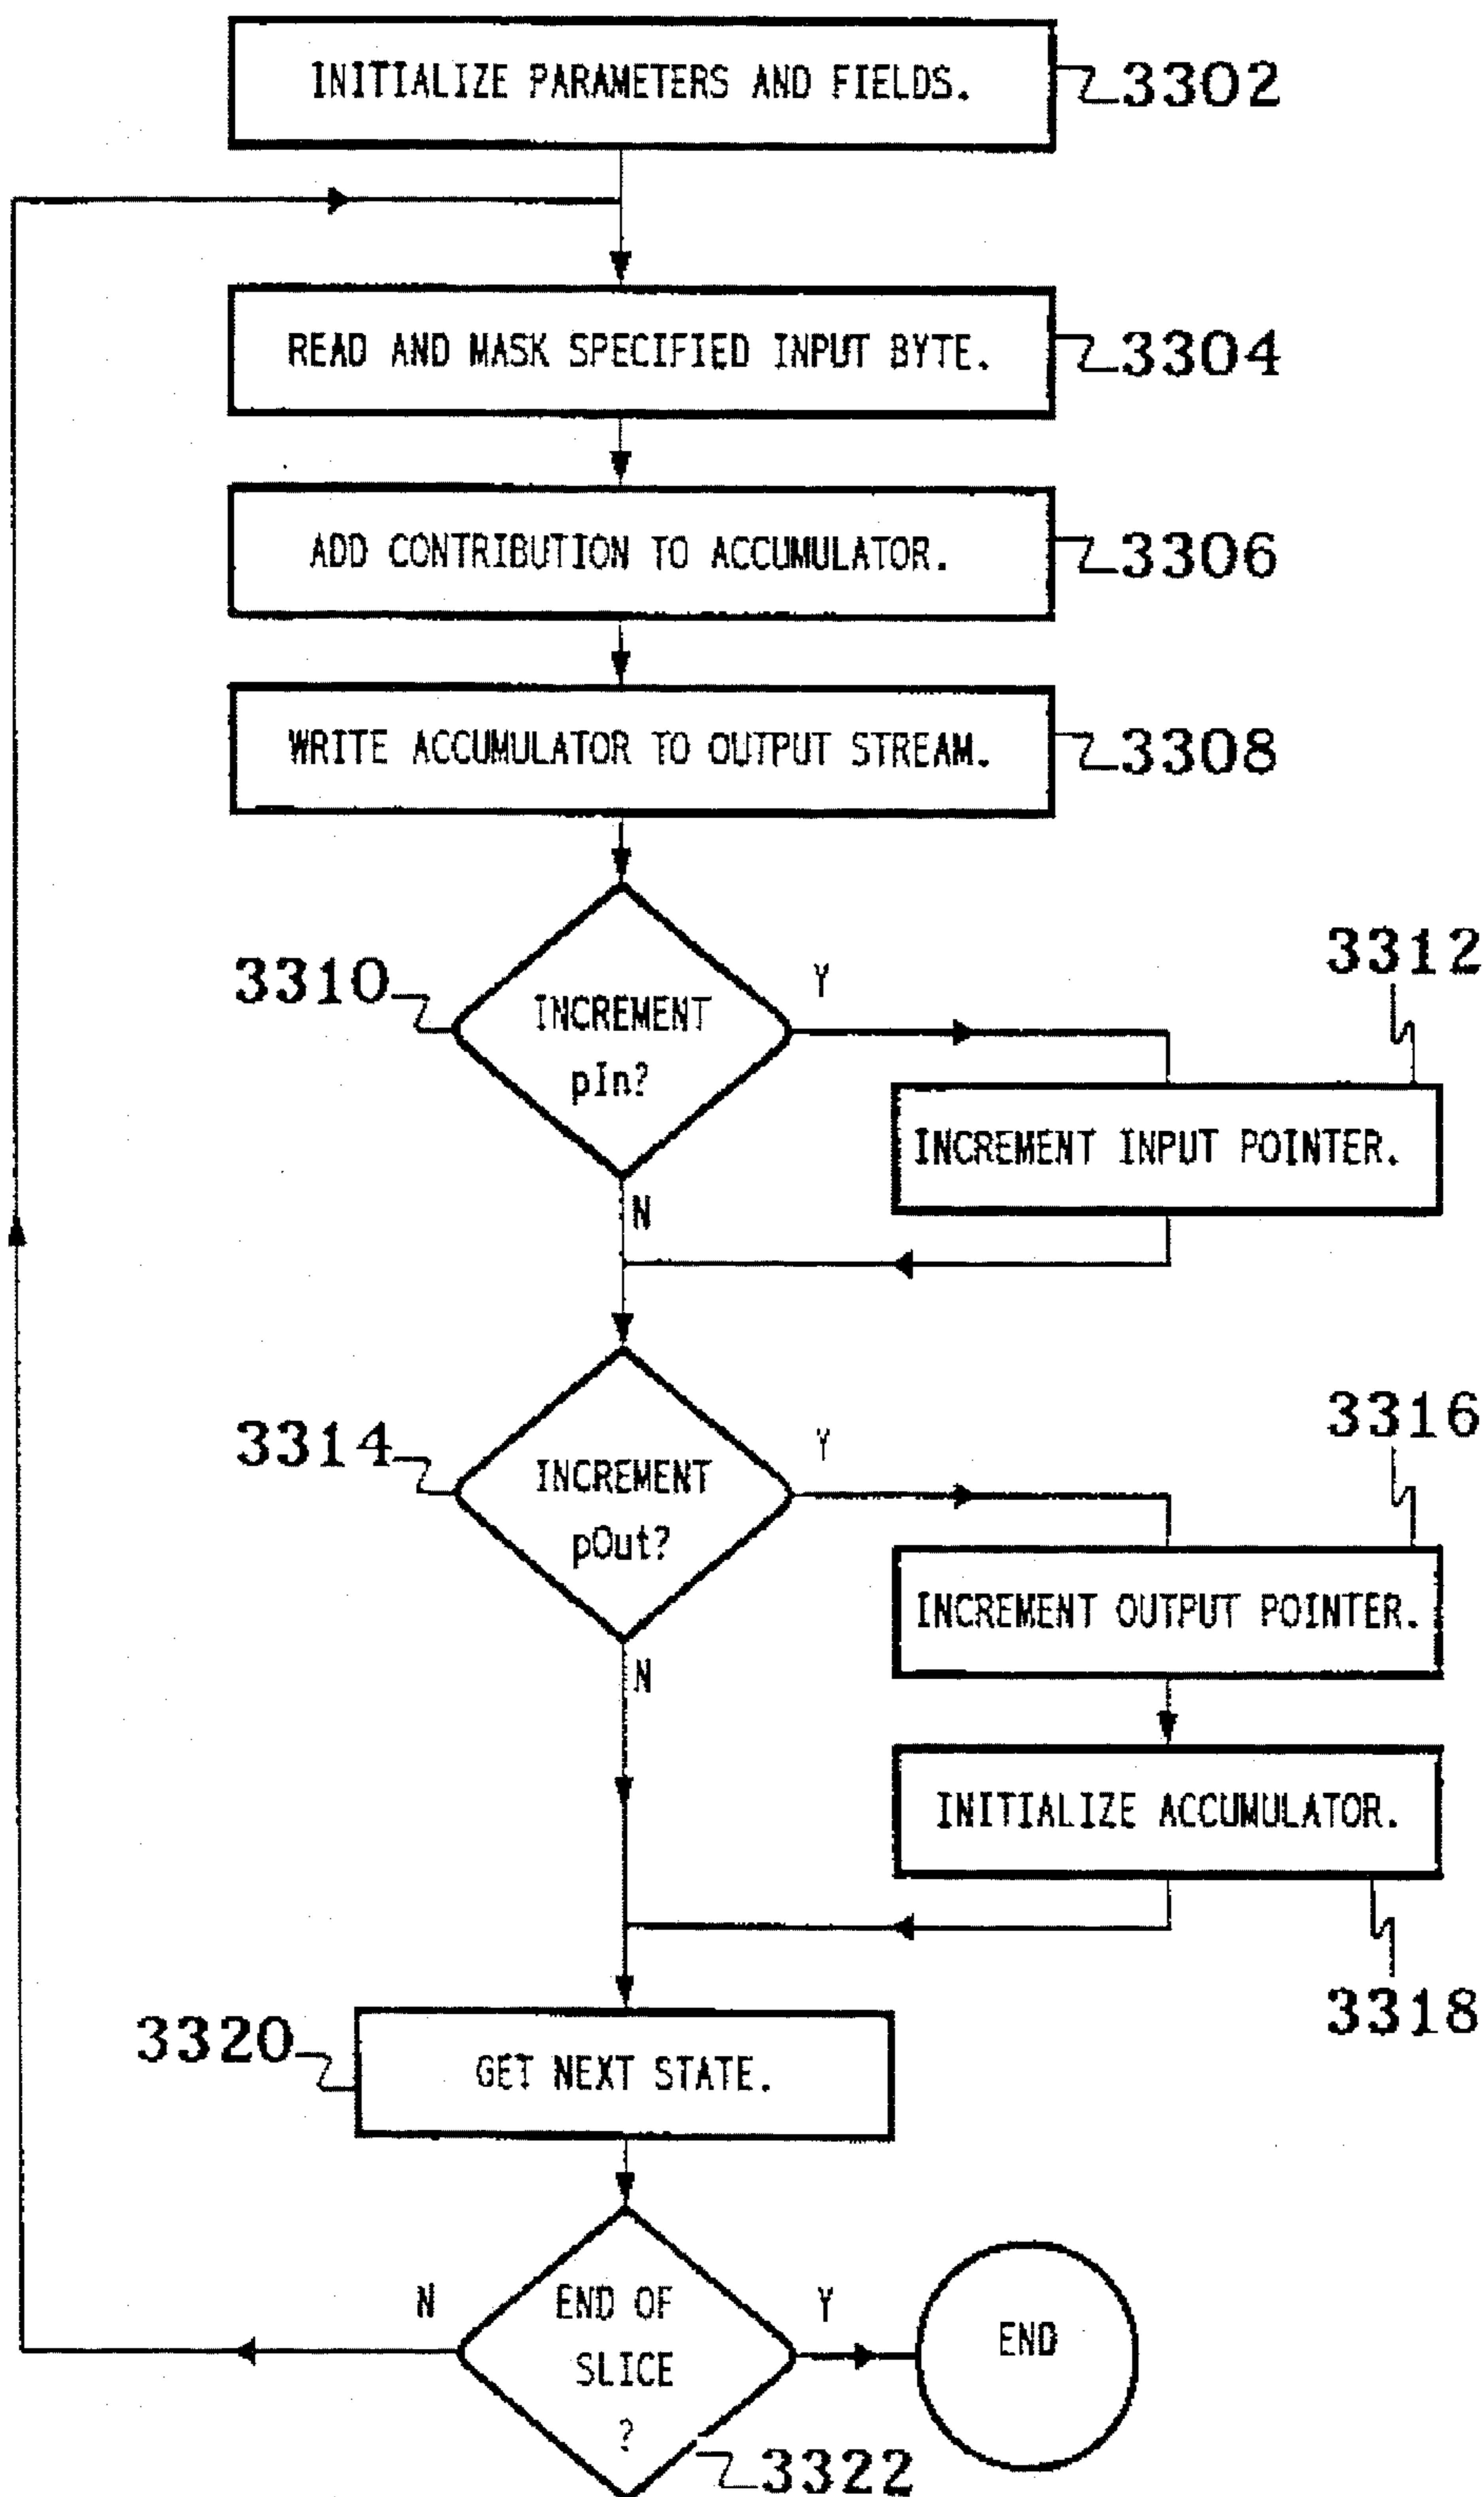 INITIALIZE PARAMETERS AND FIELDS.
3302
READ AND MASK SPECIFIED INPUT BYTE.
3304
ADD CONTRIBUTION TO ACCUMULATOR.
3306
WRITE ACCUMULATOR TO OUTPUT STREAM.
3308
3310
INCREMENT
pIn?
Y
N
3312
INCREMENT INPUT POINTER.
3314
INCREMENT
pOut?
Y
N
3316
INCREMENT OUTPUT POINTER.
INITIALIZE ACCUMULATOR.
3318
3320
GET NEXT STATE.
N
END OF
SLICE
?
Y
3322
END